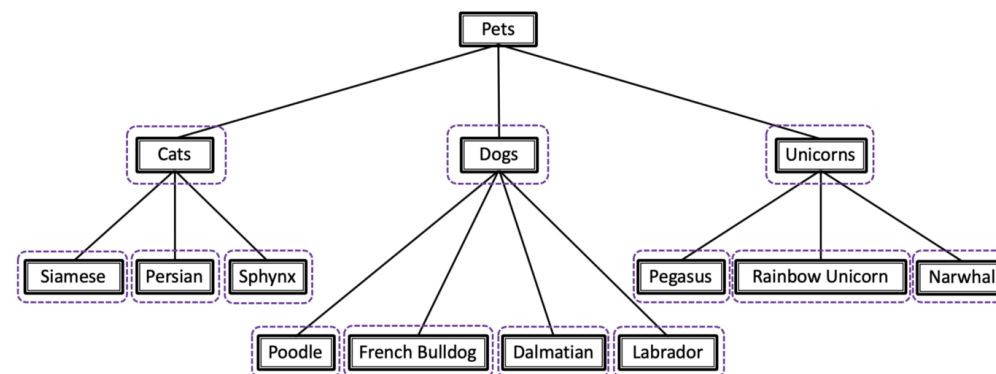 Pets
Cats
Dogs
Unicorns
Siamese
Persian
Sphynx
Pegasus
Rainbow Unicorn
Narwhal
Poodle
French Bulldog
Dalmatian
Labrador